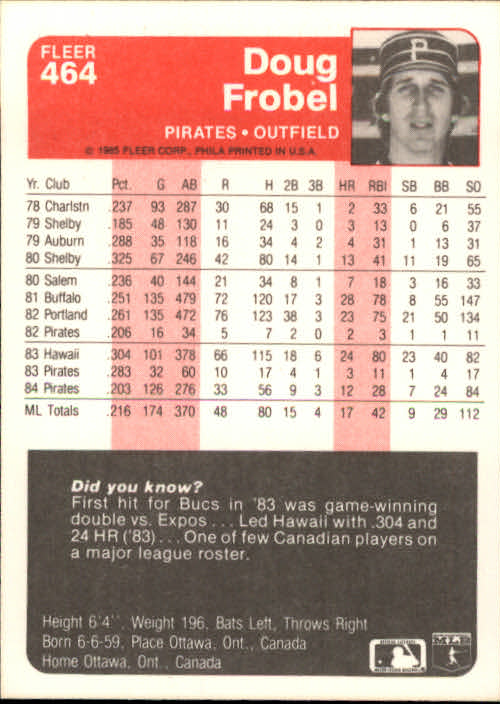 FLEER
464
Doug
Frobel
P
PIRATES • OUTFIELD
© 1985 FLEER CORP., PHILA PRINTED IN U.S.A.
Yr. Club Pct. G AB R H 2B 3B HR RBI SB BB SO
78 Charlstn .237 93 287 30 68 15 1 2 33 6 21 55
79 Shelby .185 48 130 11 24 3 0 3 13 0 6 37
79 Auburn .288 35 118 16 34 4 2 4 31 1 13 31
80 Shelby .325 67 246 42 80 14 1 13 41 11 19 65
80 Salem .236 40 144 21 34 8 1 7 18 3 16 33
81 Buffalo .251 135 479 72 120 17 3 28 78 8 55 147
82 Portland .261 135 472 76 123 38 3 23 75 21 50 134
82 Pirates .206 16 34 5 7 2 0 2 3 1 1 11
83 Hawaii .304 101 378 66 115 18 6 24 80 23 40 82
83 Pirates .283 32 60 10 17 4 1 3 11 1 4 17
84 Pirates .203 126 276 33 56 9 3 12 28 7 24 84
ML Totals .216 174 370 48 80 15 4 17 42 9 29 112
Did you know?
First hit for Bucs in '83 was game-winning
double vs. Expos . . . Led Hawaii with .304 and
24 HR ('83) . . . One of few Canadian players on
a major league roster.
Height 6'4'', Weight 196, Bats Left, Throws Right
Born 6-6-59, Place Ottawa, Ont., Canada
Home Ottawa, Ont., Canada